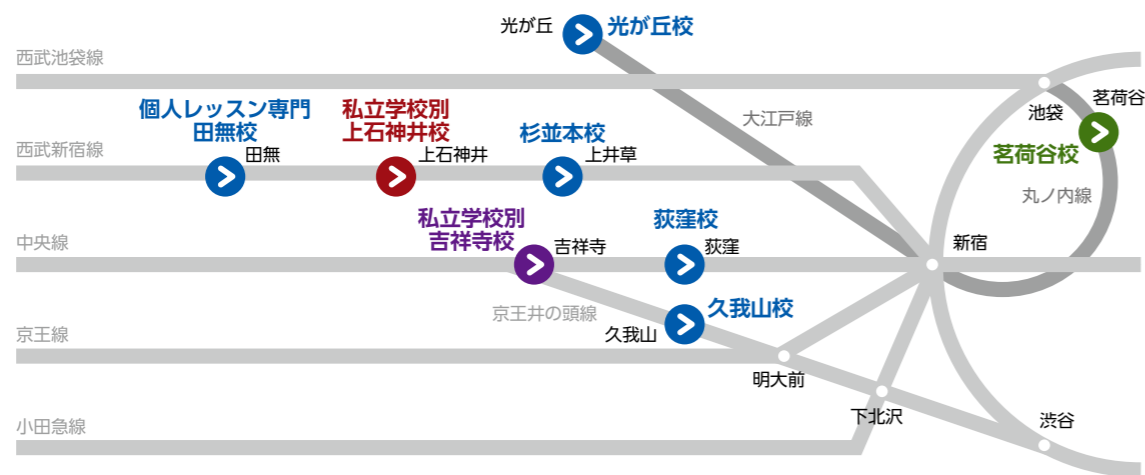 光が丘
光が丘校
西武池袋線
池袋
茗荷谷
個人レッスン専門
田無校
私立学校別
上石神井校
杉並本校
大江戸線
茗荷谷校
西武新宿線
田無
上石神井
上井草
丸ノ内線
私立学校別
吉祥寺校
荻窪校
中央線
吉祥寺
荻窪
新宿
京王井の頭線
久我山
久我山校
京王線
明大前
下北沢
渋谷
小田急線